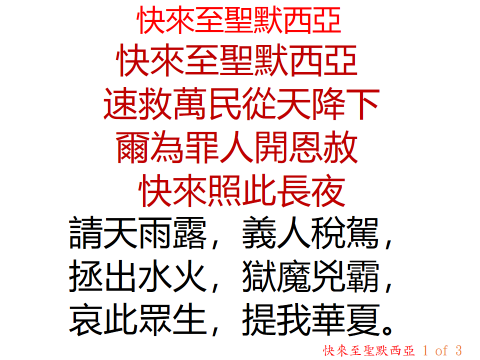 快來至聖默西亞
快來至聖默西亞
速救萬民從天降下
爾為罪人開恩赦
快來照此長夜
請天雨露，義人稅駕，
拯出水火，獄魔兇霸，
哀此眾生，提我華夏。
快來至聖默西亞 1 of 3